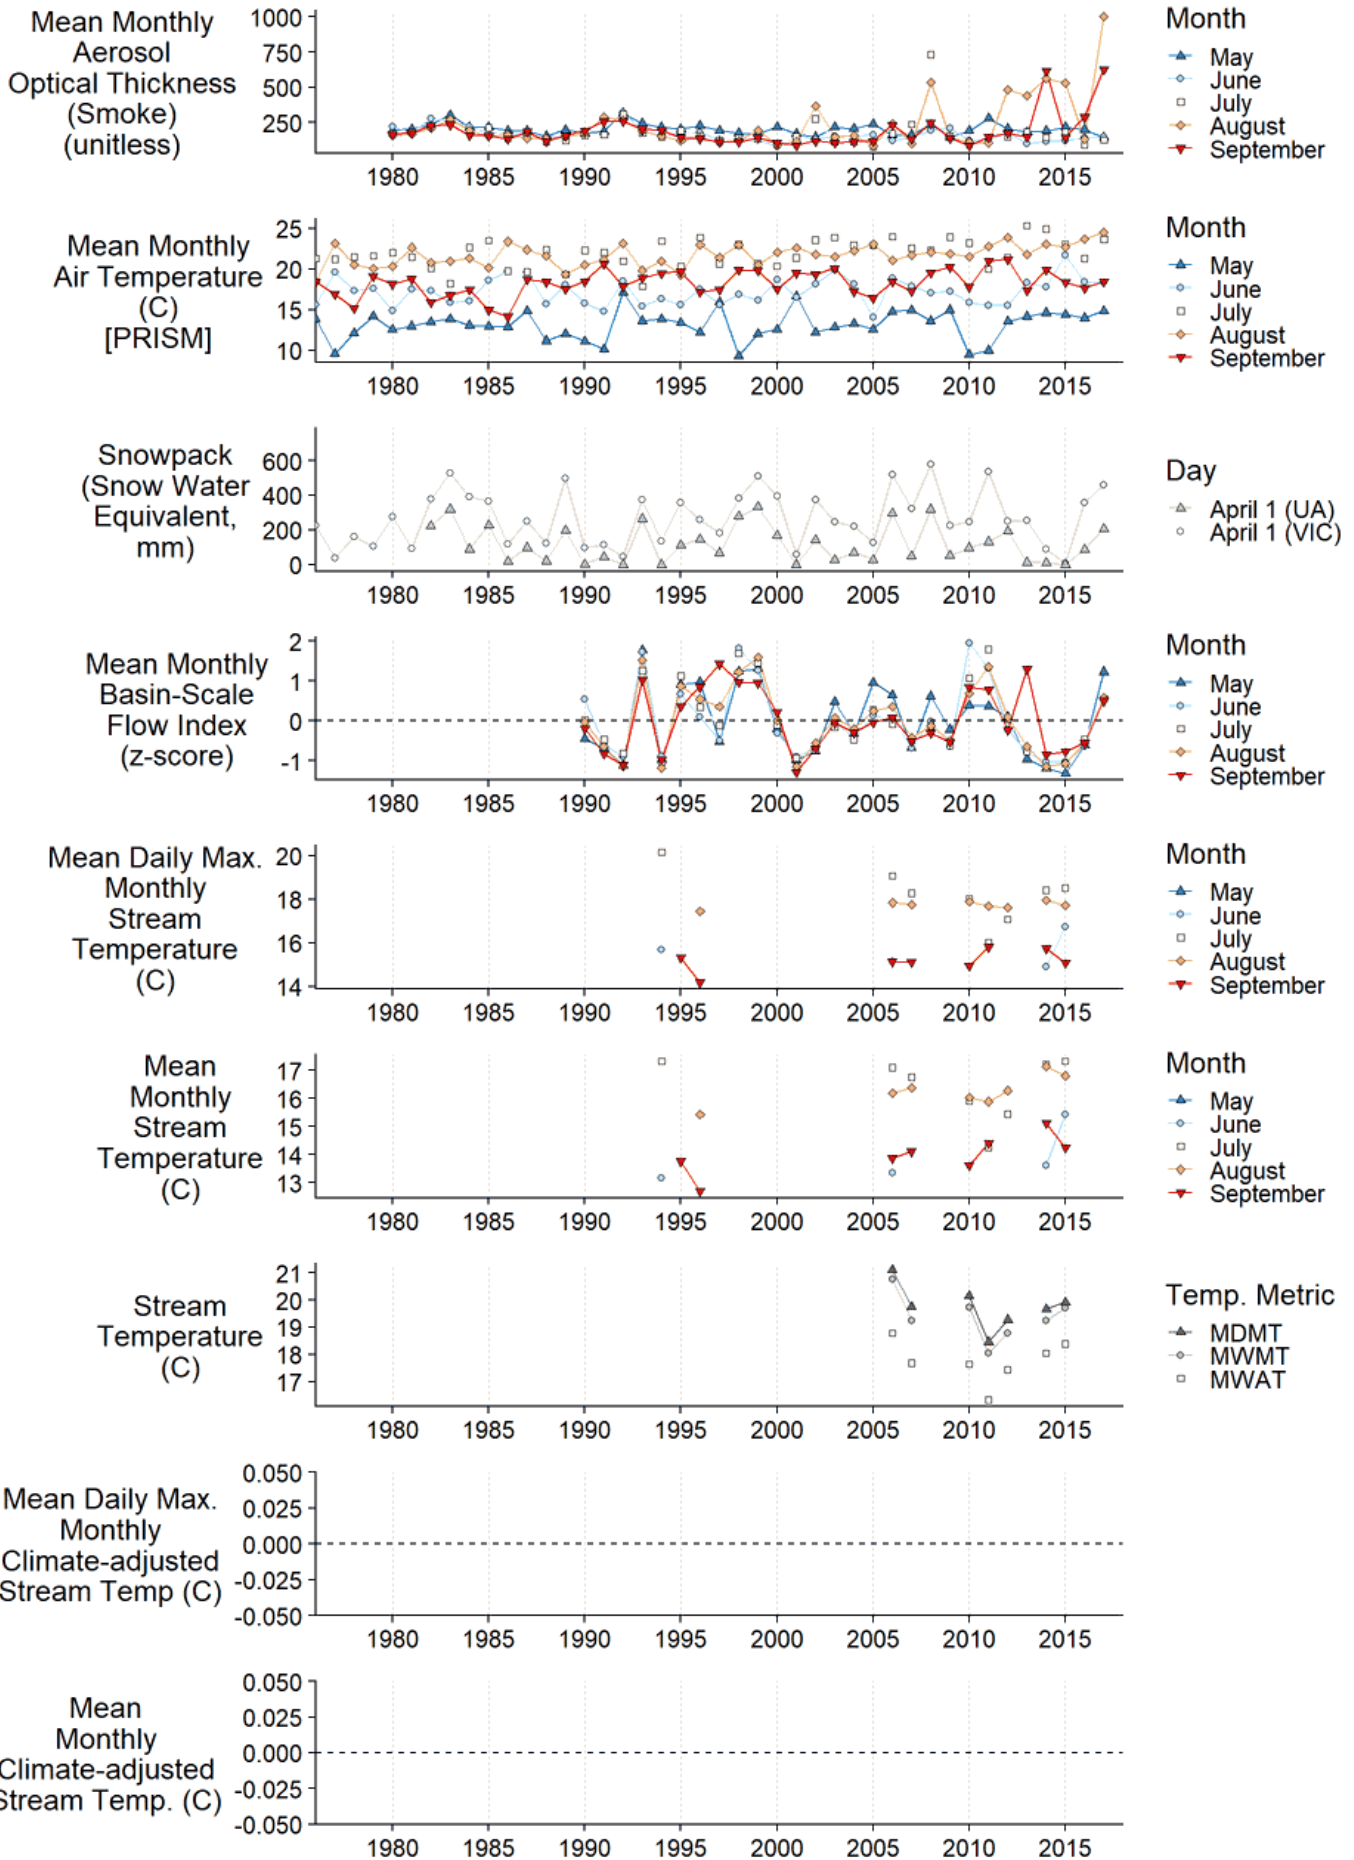 Mean Monthly
Aerosol
Optical Thickness
(Smoke)
(unitless)
1000
750
500
250
1980 1985 1990 1995 2000 2005 2010 2015
Month
May
June
July
August
September
Mean Monthly
Air Temperature
(C)
[PRISM]
25
20
15
10
1980 1985 1990 1995 2000 2005 2010 2015
Month
May
June
July
August
September
Snowpack
(Snow Water
Equivalent,
mm)
600
400
200
0
1980 1985 1990 1995 2000 2005 2010 2015
Day
April 1 (UA)
April 1 (VIC)
Mean Monthly
Basin-Scale
Flow Index
(z-score)
2
1
0
-1
1980 1985 1990 1995 2000 2005 2010 2015
Month
May
June
July
August
September
Mean Daily Max.
Monthly
Stream
Temperature
(C)
20
18
16
14
1980 1985 1990 1995 2000 2005 2010 2015
Month
May
June
July
August
September
Mean
Monthly
Stream
Temperature
(C)
17
16
15
14
13
1980 1985 1990 1995 2000 2005 2010 2015
Month
May
June
July
August
September
Stream
Temperature
(C)
21
20
19
18
17
1980 1985 1990 1995 2000 2005 2010 2015
Temp. Metric
MDMT
MWMT
MWAT
Mean Daily Max.
Monthly
Climate-adjusted
Stream Temp (C)
0.050
0.025
0.000
-0.025
-0.050
1980 1985 1990 1995 2000 2005 2010 2015
Mean
Monthly
Climate-adjusted
Stream Temp. (C)
0.050
0.025
0.000
-0.025
-0.050
1980 1985 1990 1995 2000 2005 2010 2015